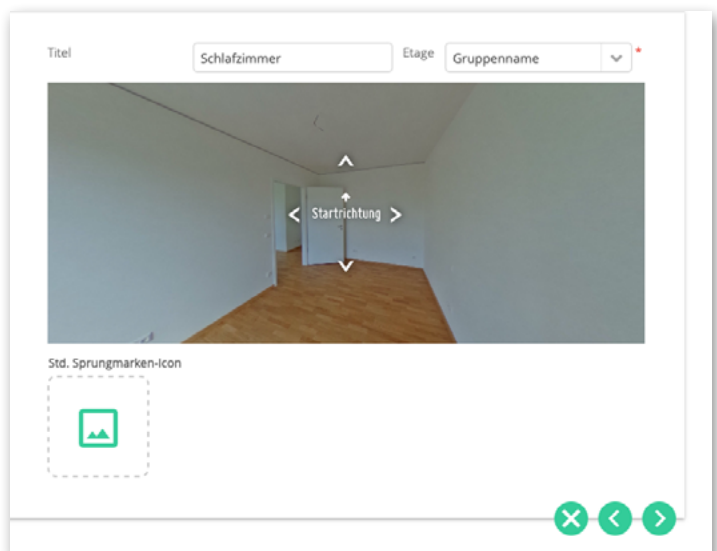 Titel
Schlafzimmer
Etage
Gruppenname
*
Startrichtung
Std. Sprungmarken-Icon